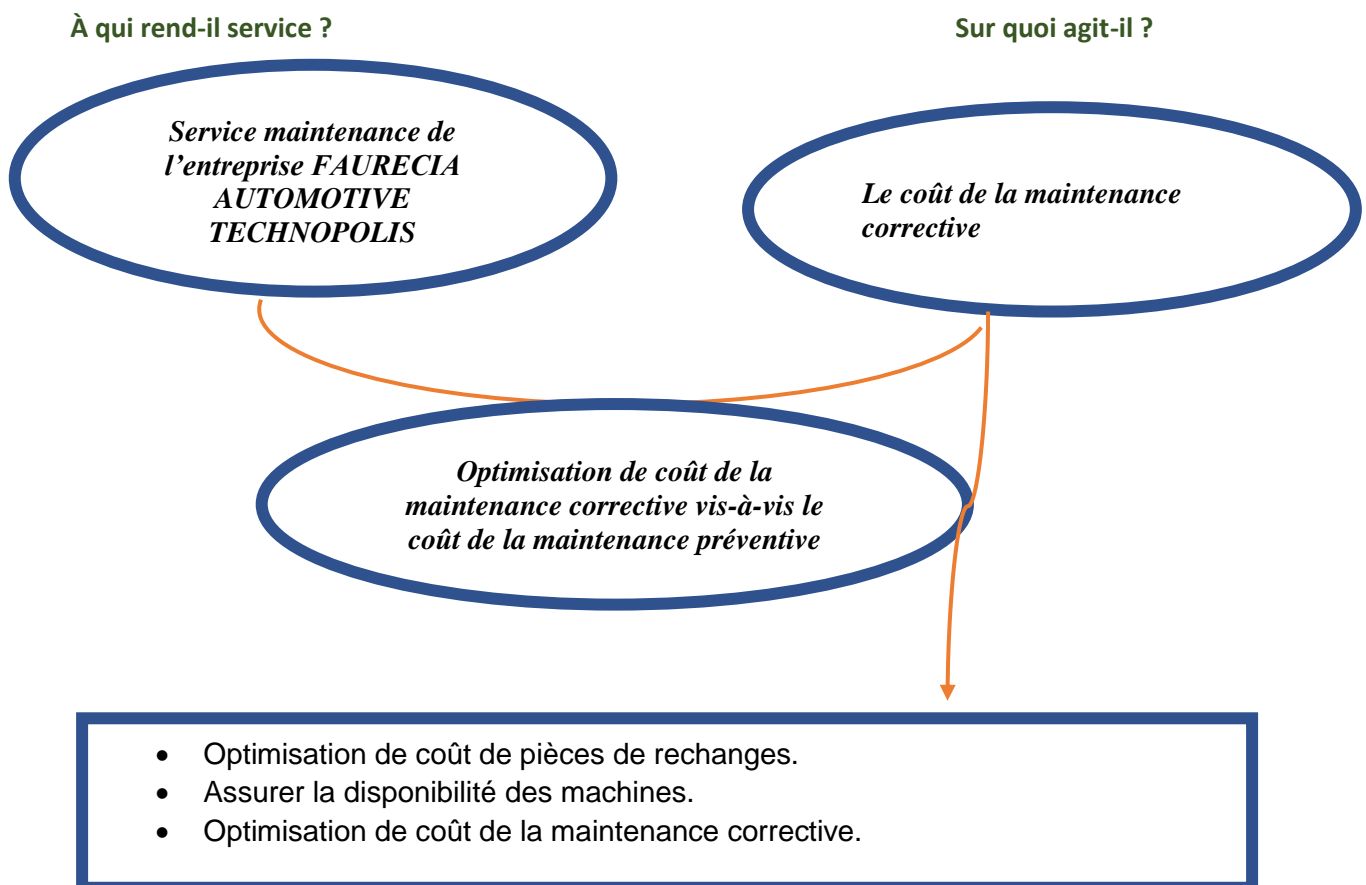 À qui rend-il service ?
Sur quoi agit-il ?
Service maintenance de
l’entreprise FAURECIA
AUTOMOTIVE
TECHNOPOLIS
Le coût de la maintenance
corrective
Optimisation de coût de la
maintenance corrective vis-à-vis le
coût de la maintenance préventive
• Optimisation de coût de pièces de rechanges.
• Assurer la disponibilité des machines.
• Optimisation de coût de la maintenance corrective.